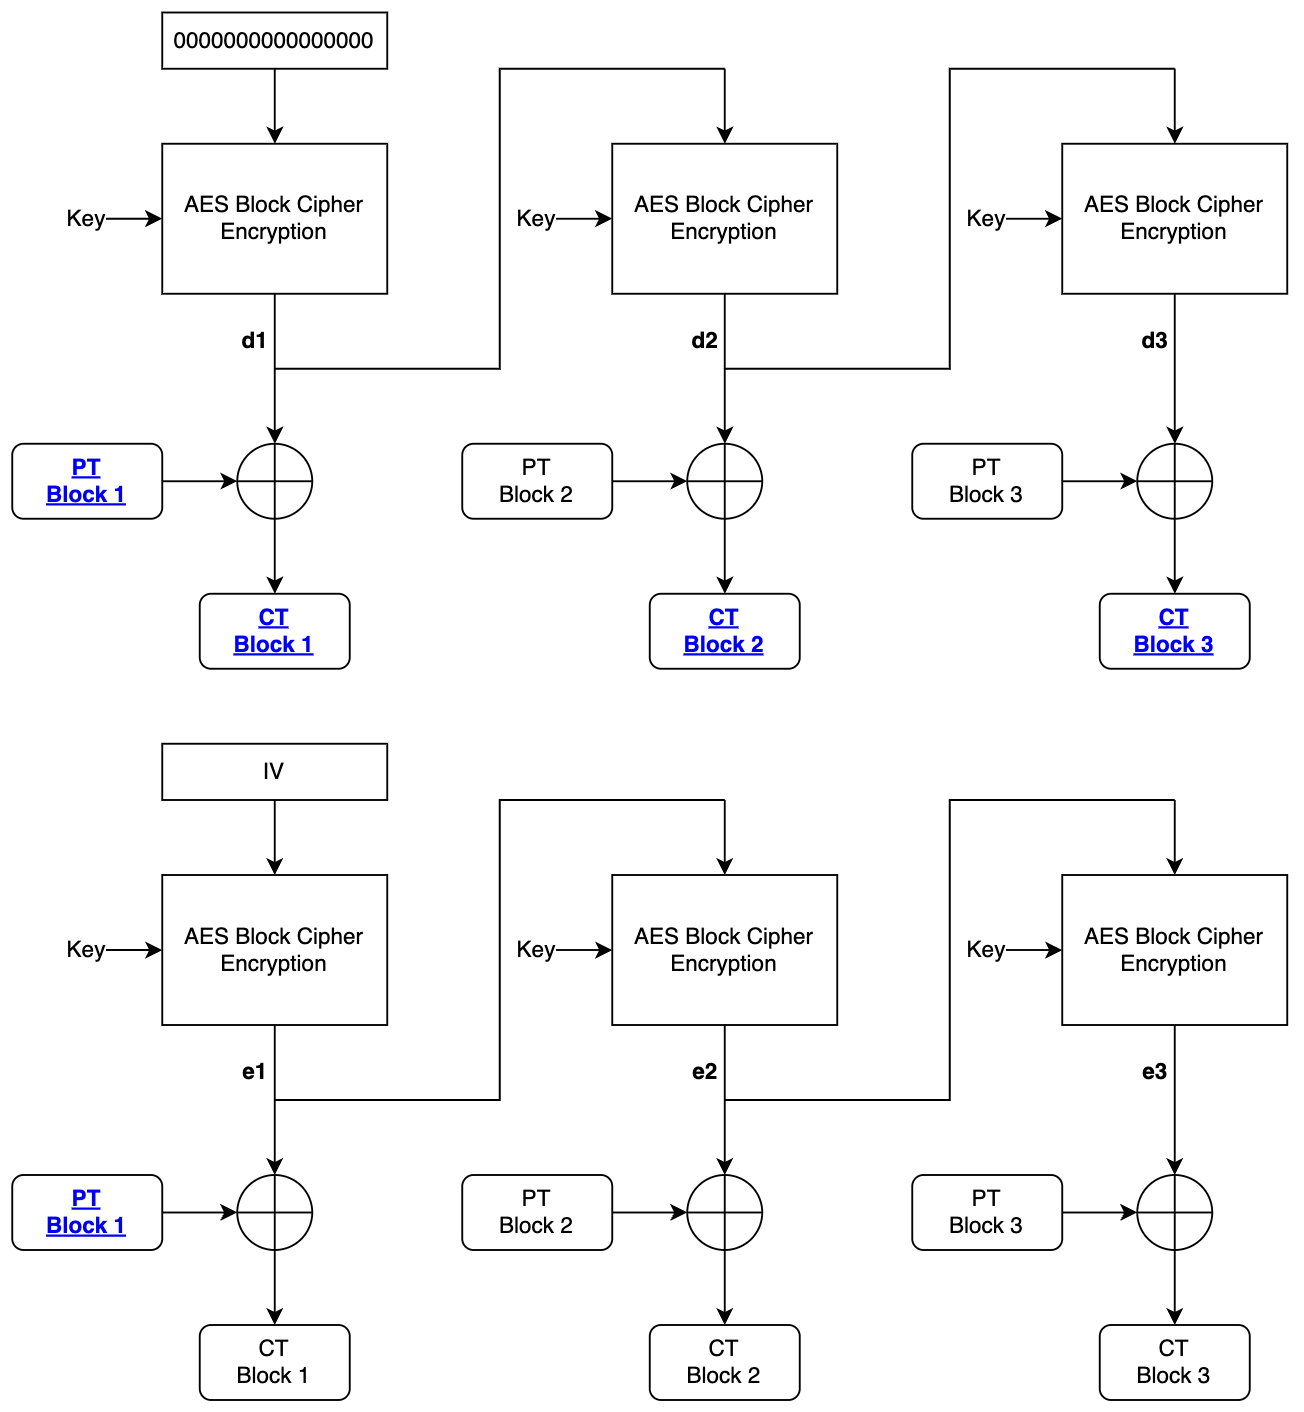 0000000000000000
Key
AES Block Cipher
Encryption
Key
AES Block Cipher
Encryption
Key
AES Block Cipher
Encryption
d1
d2
d3
PT
Block 1
PT
Block 2
PT
Block 3
CT
Block 1
CT
Block 2
CT
Block 3
IV
Key
AES Block Cipher
Encryption
Key
AES Block Cipher
Encryption
Key
AES Block Cipher
Encryption
e1
e2
e3
PT
Block 1
PT
Block 2
PT
Block 3
CT
Block 1
CT
Block 2
CT
Block 3